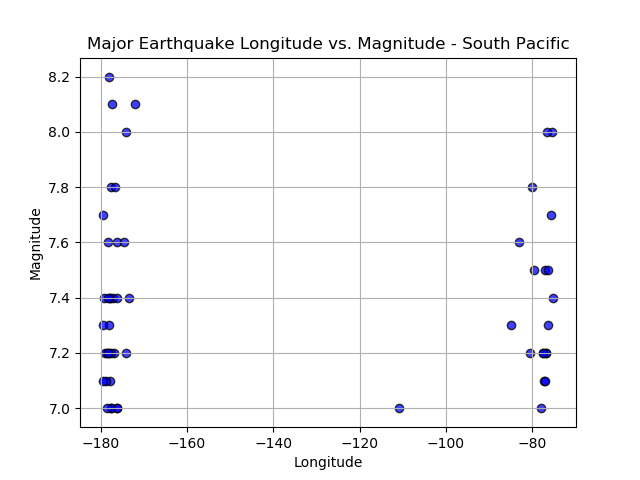 Major Earthquake Longitude vs. Magnitude - South Pacific
8.2
8.0
7.8
7.6
7.4
7.2
7.0
Magnitude
−180 −160 −140 −120 −100 −80
Longitude